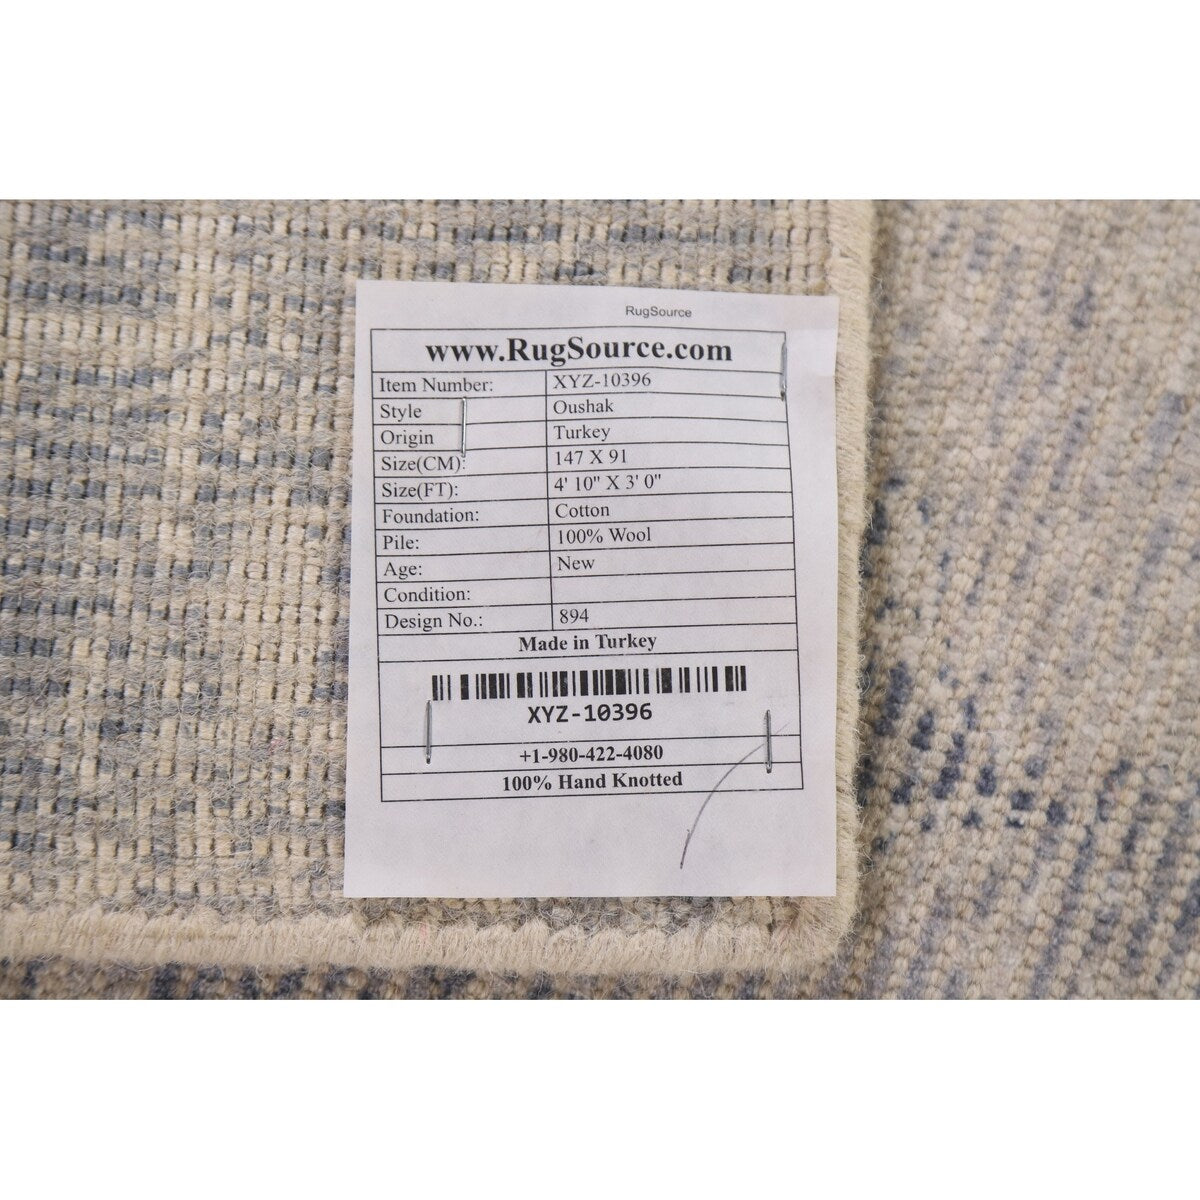 RugSource
www.RugSource.com
Item Number: XYZ-10396
Style Oushak
Origin Turkey
Size(CM): 147 X 91
Size(FT): 4' 10" X 3' 0"
Foundation: Cotton
Pile: 100% Wool
Age: New
Condition:
Design No.: 894
Made in Turkey
XYZ-10396
+1-980-422-4080
100% Hand Knotted